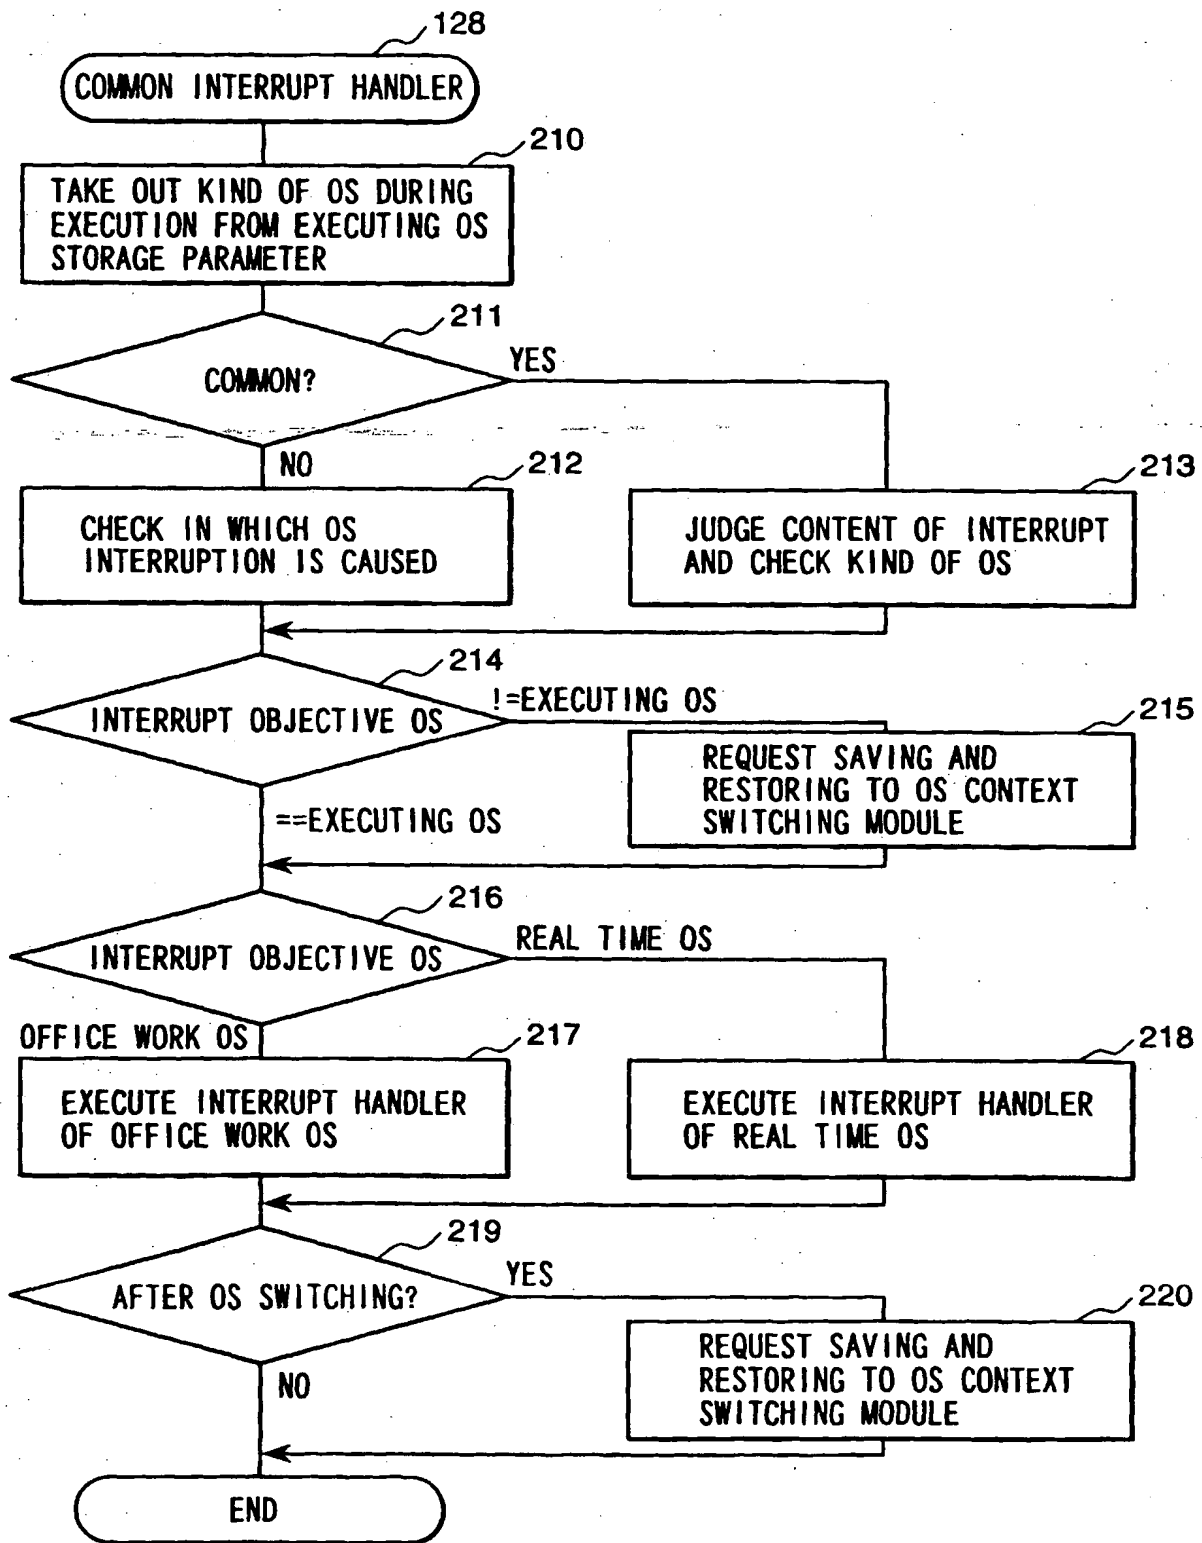 128
COMMON INTERRUPT HANDLER
210
TAKE OUT KIND OF OS DURING
EXECUTION FROM EXECUTING OS
STORAGE PARAMETER
211
COMMON?
YES
NO
212
CHECK IN WHICH OS
INTERRUPTION IS CAUSED
213
JUDGE CONTENT OF INTERRUPT
AND CHECK KIND OF OS
214
INTERRUPT OBJECTIVE OS
!=EXECUTING OS
==EXECUTING OS
215
REQUEST SAVING AND
RESTORING TO OS CONTEXT
SWITCHING MODULE
216
INTERRUPT OBJECTIVE OS
REAL TIME OS
OFFICE WORK OS
217
EXECUTE INTERRUPT HANDLER
OF OFFICE WORK OS
218
EXECUTE INTERRUPT HANDLER
OF REAL TIME OS
219
AFTER OS SWITCHING?
YES
NO
220
REQUEST SAVING AND
RESTORING TO OS CONTEXT
SWITCHING MODULE
END